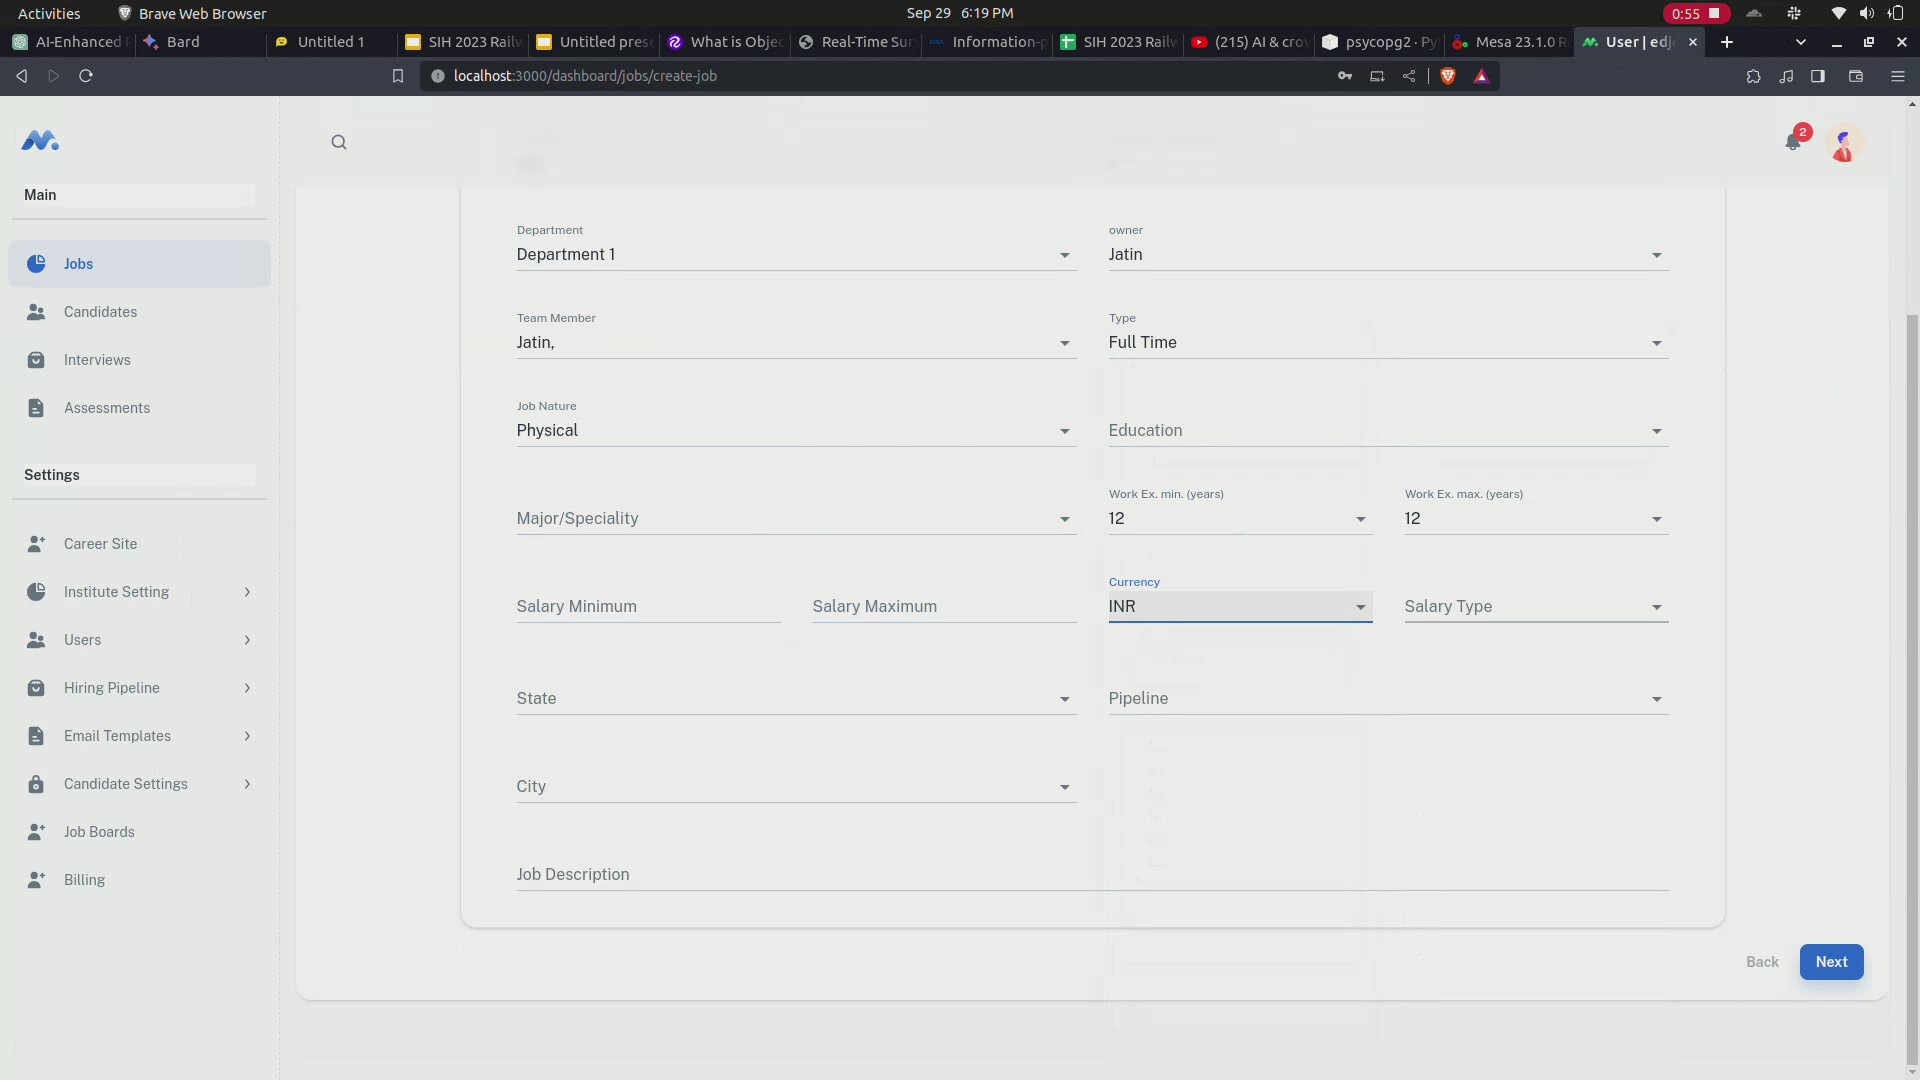 Activities
Brave Web Browser
Sep 29 6:19 PM
0:55
AI-Enhanced
Bard
Untitled 1
SIH 2023 Railw
Untitled prese
What is Objec
Real-Time Sur
Information-p
SIH 2023 Railw
(215) AI & crow
psycopg2 · Py
Mesa 23.1.0 R
User | edj
localhost:3000/dashboard/jobs/create-job
2
Main
Jobs
Candidates
Interviews
Assessments
Settings
Career Site
Institute Setting
Users
Hiring Pipeline
Email Templates
Candidate Settings
Job Boards
Billing
Department
owner
Department 1
Jatin
Team Member
Type
Jatin,
Full Time
Job Nature
Physical
Education
Work Ex. min. (years)
Work Ex. max. (years)
Major/Speciality
12
12
Currency
Salary Minimum
Salary Maximum
INR
Salary Type
State
Pipeline
City
Job Description
Back
Next